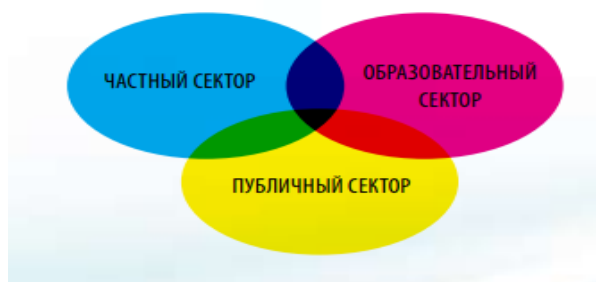 ЧАСТНЫЙ СЕКТОР
ОБРАЗОВАТЕЛЬНЫЙ
СЕКТОР
ПУБЛИЧНЫЙ СЕКТОР